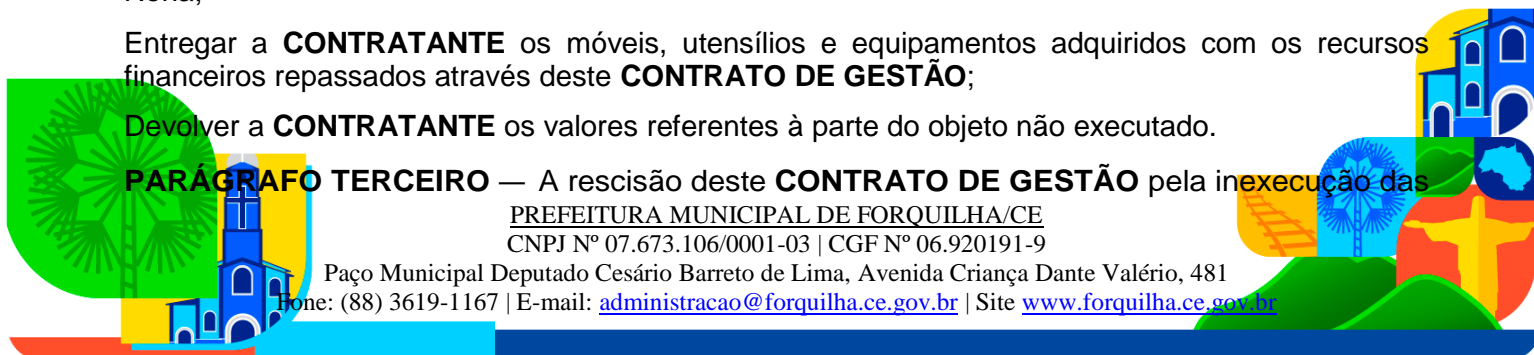 Entregar a CONTRATANTE os móveis, utensílios e equipamentos adquiridos com os recursos
financeiros repassados através deste CONTRATO DE GESTÃO;
Devolver a CONTRATANTE os valores referentes à parte do objeto não executado.
PARÁGRAFO TERCEIRO — A rescisão deste CONTRATO DE GESTÃO pela inexecução das
PREFEITURA MUNICIPAL DE FORQUILHA/CE
CNPJ Nº 07.673.106/0001-03 | CGF Nº 06.920191-9
Paço Municipal Deputado Cesário Barreto de Lima, Avenida Criança Dante Valério, 481
Fone: (88) 3619-1167 | E-mail: administracao@forquilha.ce.gov.br | Site www.forquilha.ce.gov.br